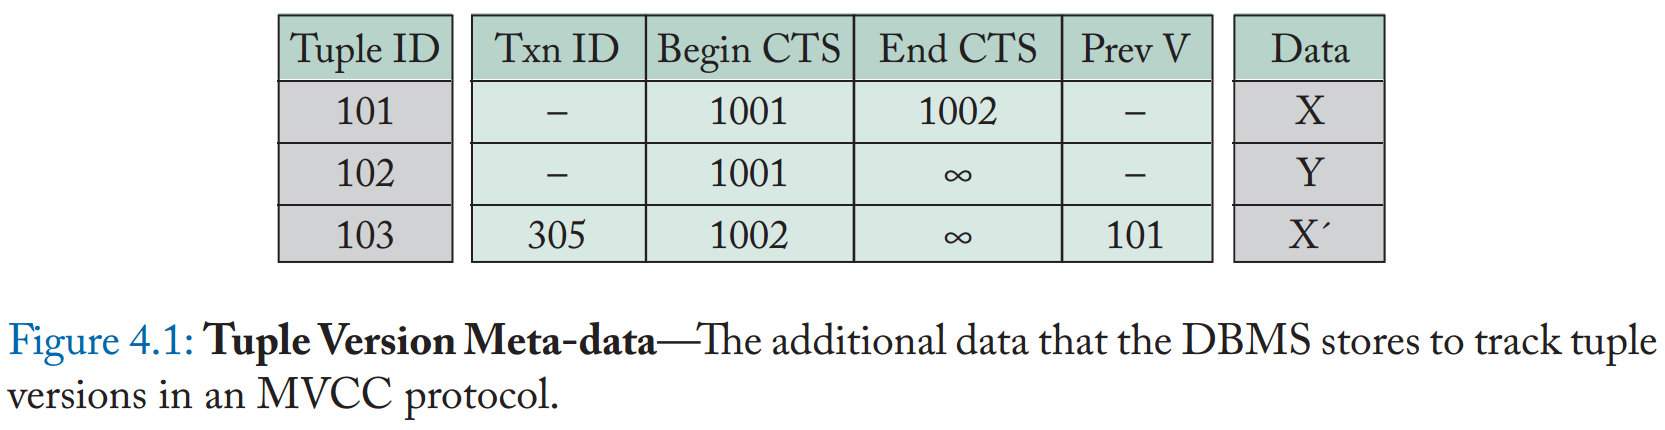 Tuple ID Txn ID Begin CTS End CTS Prev V Data
101 – 1001 1002 – X
102 – 1001 ∞ – Y
103 305 1002 ∞ 101 X´
Figure 4.1: Tuple Version Meta-data—The additional data that the DBMS stores to track tuple
versions in an MVCC protocol.